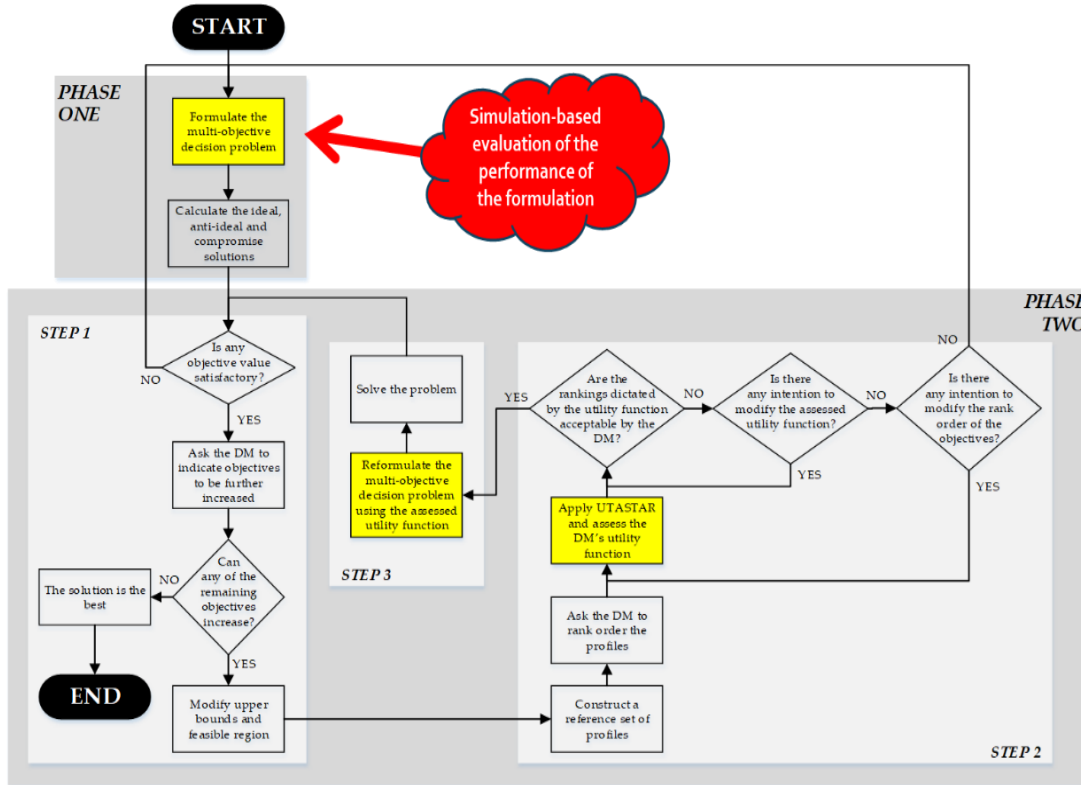 START
PHASE
ONE
Formulate the
multi-objective
decision problem
Simulation-based
evaluation of the
performance of
the formulation
Calculate the ideal,
anti-ideal and
compromise
solutions
PHASE
TWO
STEP 1
Is any
objective value
satisfactory?
NO
YES
Ask the DM to
indicate objectives
to be further
increased
Can
any of the
remaining
objectives
increase?
NO
The solution is the
best
END
YES
Modify upper
bounds and
feasible region
Solve the problem
Reformulate the
multi-objective
decision problem
using the assessed
utility function
STEP 3
YES
Are the
rankings dictated
by the utility function
acceptable by the
DM?
NO
Is there
any intention to
modify the assessed
utility function?
NO
YES
NO
Is there
any intention to
modify the rank
order of the
objectives?
YES
Apply UTASTAR
and assess the
DM's utility
function
Ask the DM to
rank order the
profiles
Construct a
reference set of
profiles
STEP 2